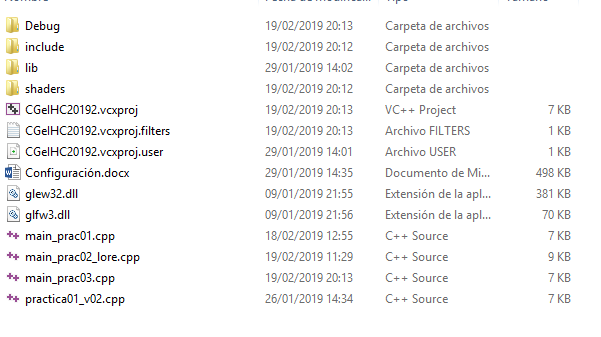 Debug 19/02/2019 20:13 Carpeta de archivos
include 19/02/2019 20:12 Carpeta de archivos
lib 29/01/2019 14:02 Carpeta de archivos
shaders 19/02/2019 20:12 Carpeta de archivos
CGeIHC20192.vcxproj 19/02/2019 20:13 VC++ Project 7 KB
CGeIHC20192.vcxproj.filters 19/02/2019 20:13 Archivo FILTERS 1 KB
CGeIHC20192.vcxproj.user 29/01/2019 14:01 Archivo USER 1 KB
Configuración.docx 29/01/2019 14:35 Documento de Mi... 498 KB
glew32.dll 09/01/2019 21:55 Extensión de la apl... 381 KB
glfw3.dll 09/01/2019 21:56 Extensión de la apl... 70 KB
main_prac01.cpp 18/02/2019 12:55 C++ Source 7 KB
main_prac02_lore.cpp 19/02/2019 11:29 C++ Source 9 KB
main_prac03.cpp 19/02/2019 20:13 C++ Source 7 KB
practica01_v02.cpp 26/01/2019 14:34 C++ Source 7 KB